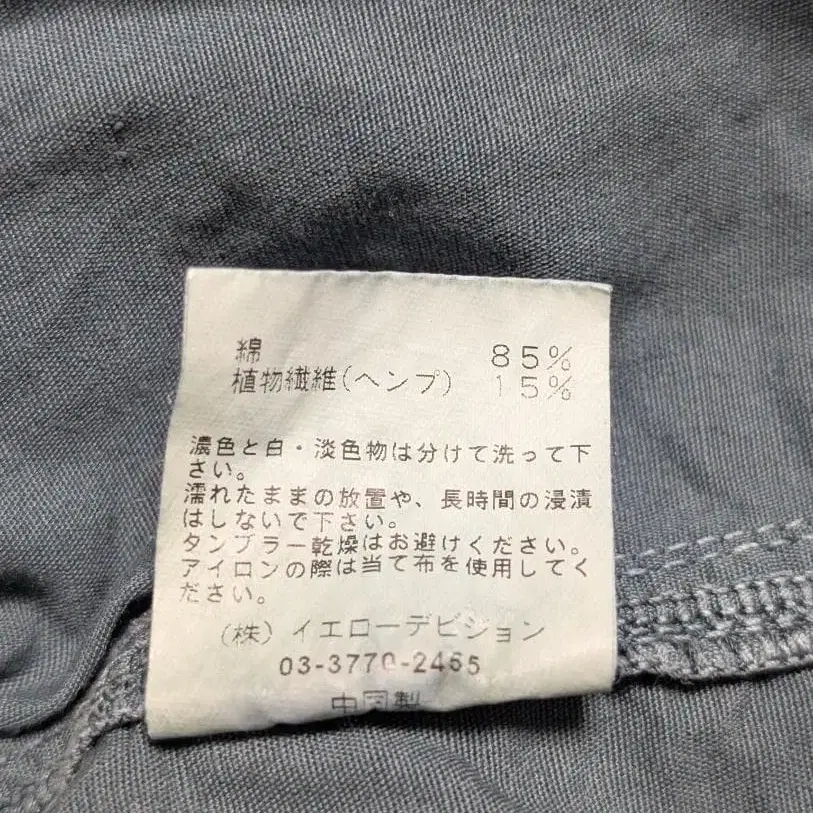 綿 85%
植物繊維(ヘンプ) 15%
濃色と白・淡色物は分けて洗って下
さい。
濡れたままの放置や、長時間の浸漬
はしないで下さい。
タンブラー乾燥はお避けください。
アイロンの際は当て布を使用してく
ださい。
(株)イエローデビション
03-3770-2465
中国製